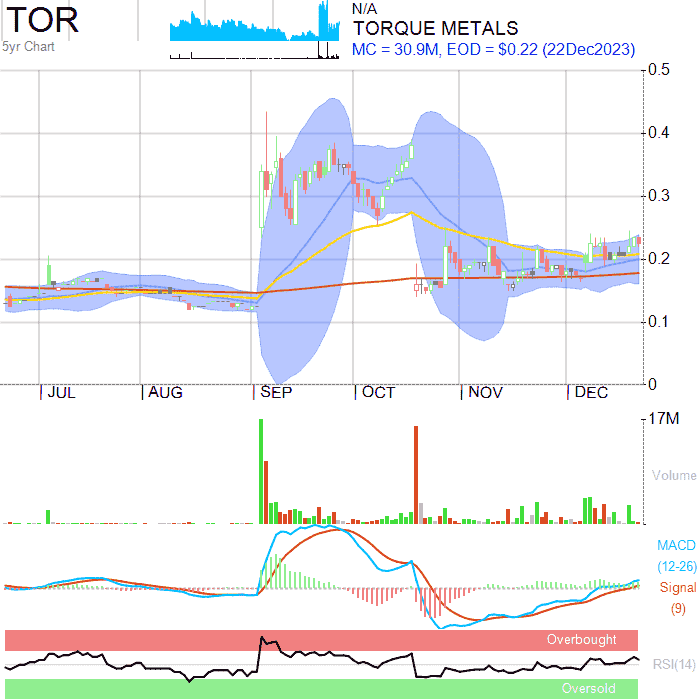 TOR
5yr Chart
N/A
TORQUE METALS
MC = 30.9M, EOD = $0.22 (22Dec2023)
0.5
0.4
0.3
0.2
0.1
0
JUL AUG SEP OCT NOV DEC
17M
Volume
MACD
(12-26)
Signal
(9)
Overbought
RSI(14)
Oversold